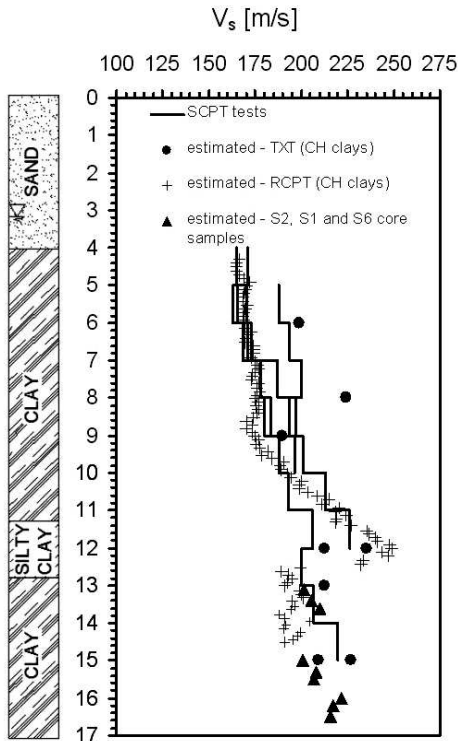 Vs [m/s]
100 125 150 175 200 225 250 275
0
1
2
3
4
5
6
7
8
9
10
11
12
13
14
15
16
17
SCPT tests
estimated - TXT (CH clays)
estimated - RCPT (CH clays)
estimated - S2, S1 and S6 core
samples
SAND
CLAY
SILTY
CLAY
CLAY